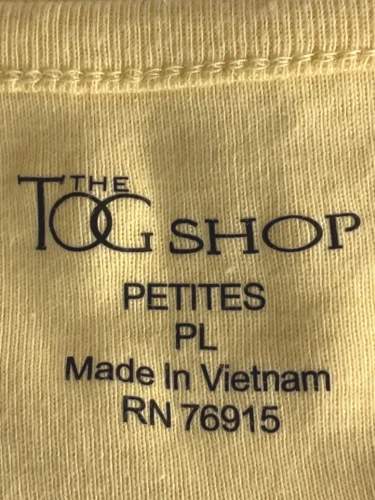 THE
TOG SHOP
PETITES
PL
Made In Vietnam
RN 76915